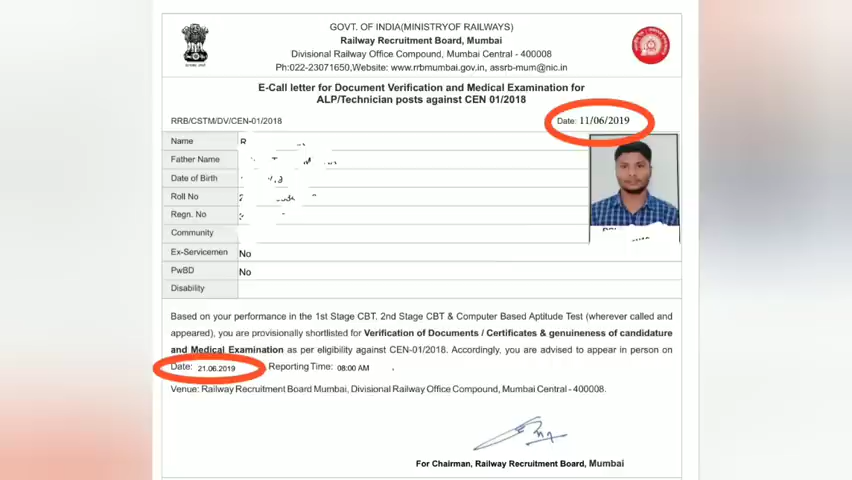 GOVT. OF INDIA(MINISTRYOF RAILWAYS)
Railway Recruitment Board, Mumbai
Divisional Railway Office Compound, Mumbai Central - 400008
Ph:022-23071650,Website: www.rrbmumbai.gov.in, assrb-mum@nic.in
E-Call letter for Document Verification and Medical Examination for
ALP/Technician posts against CEN 01/2018
RRB/CSTM/DV/CEN-01/2018
Date: 11/06/2019
Name R
Father Name
Date of Birth
Roll No
Regn. No
Community
Ex-Servicemen No
PwBD No
Disability
Based on your performance in the 1st Stage CBT. 2nd Stage CBT & Computer Based Aptitude Test (wherever called and
appeared), you are provisionally shortlisted for Verification of Documents / Certificates & genuineness of candidature
and Medical Examination as per eligibility against CEN-01/2018. Accordingly, you are advised to appear in person on
Date: 21.06.2019 Reporting Time: 08:00 AM .
Venue: Railway Recruitment Board Mumbai, Divisional Railway Office Compound, Mumbai Central - 400008.
For Chairman, Railway Recruitment Board, Mumbai